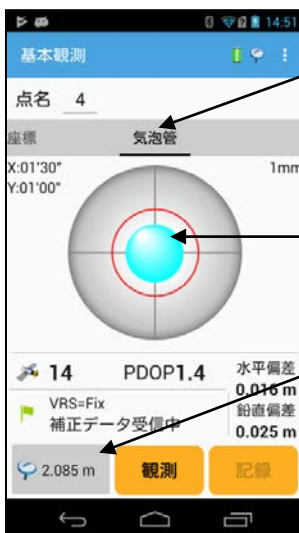 14:51
基本観測
点名 4
座標 気泡管
X:01'30" 1mm
Y:01'00"
14 PDOP1.4 水平偏差
0.016 m
VRS=Fix 鉛直偏差
補正データ受信中 0.025 m
2.085 m 観測 記録